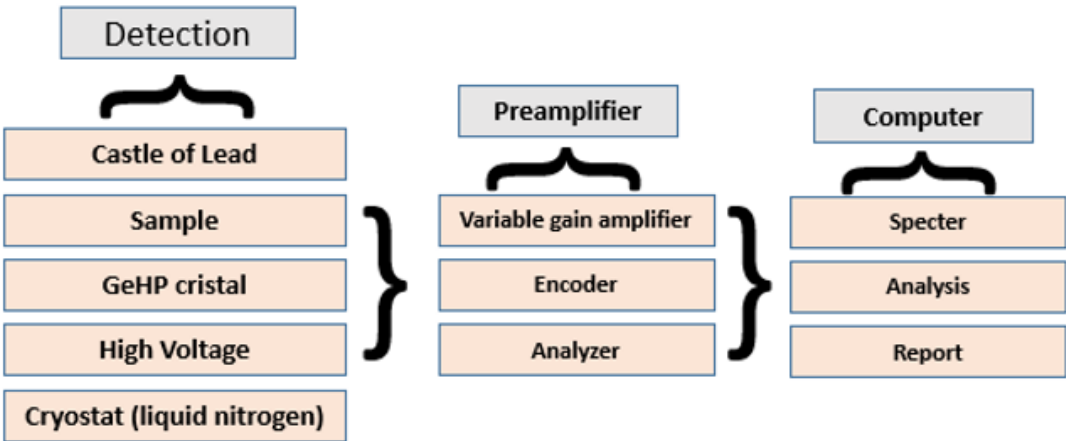 Detection
Castle of Lead
Sample
GeHP cristal
High Voltage
Cryostat (liquid nitrogen)
Preamplifier
Variable gain amplifier
Encoder
Analyzer
Computer
Specter
Analysis
Report